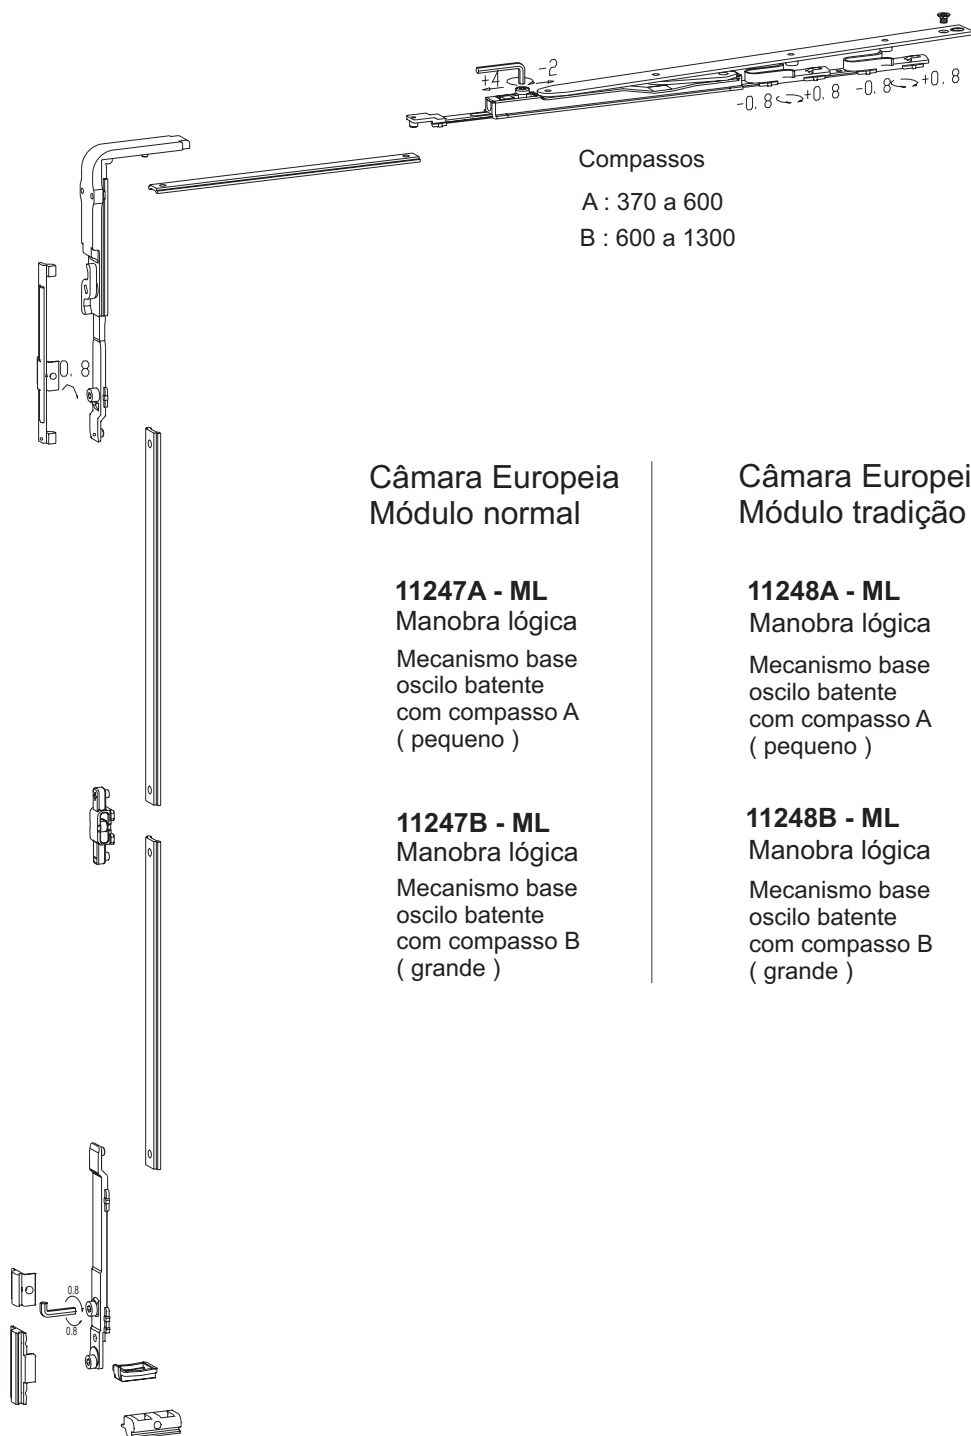 +4 -2
-0.8 +0.8 -0.8 +0.8
Compassos
A : 370 a 600
B : 600 a 1300
0.8
Câmara Europeia
Módulo normal
11247A - ML
Manobra lógica
Mecanismo base
oscilo batente
com compasso A
( pequeno )
11247B - ML
Manobra lógica
Mecanismo base
oscilo batente
com compasso B
( grande )
Câmara Europei
Módulo tradição
11248A - ML
Manobra lógica
Mecanismo base
oscilo batente
com compasso A
( pequeno )
11248B - ML
Manobra lógica
Mecanismo base
oscilo batente
com compasso B
( grande )
0.8
0.8